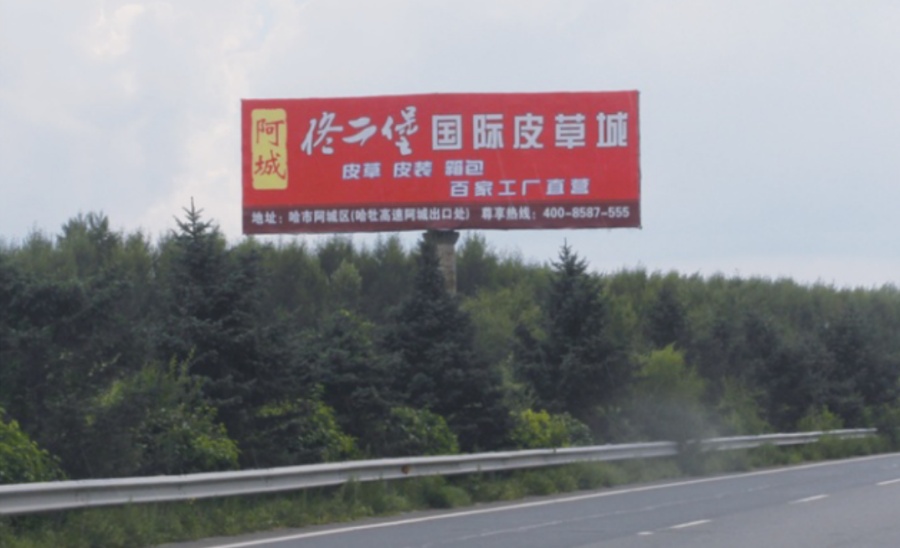 阿城
佟二堡国际皮草城
皮草 皮装 箱包
百家工厂直营
地址：哈市阿城区(哈牡高速阿城出口处) 尊享热线：400-8587-555